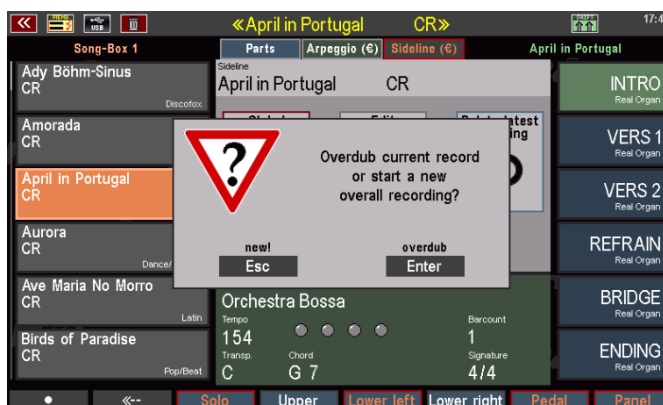 MENU
USB
«April in Portugal CR»
SHIFT
17:4
Song-Box 1
Parts
Arpeggio (€)
Sideline (€)
April in Portugal
Ady Böhm-Sinus
CR
Discofox
Amorada
CR
April in Portugal
CR
Aurora
CR
Dance/
Ave Maria No Morro
CR
Latin
Birds of Paradise
CR
Pop/Beat
Sideline
April in Portugal CR
Overdub current record
or start a new
overall recording?
new!
Esc
overdub
Enter
Orchestra Bossa
Tempo
154
Barcount
1
Transp.
C
Chord
G 7
Signature
4/4
INTRO
Real Organ
VERS 1
Real Organ
VERS 2
Real Organ
REFRAIN
Real Organ
BRIDGE
Real Organ
ENDING
Real Organ
«--
Solo
Upper
Lower left
Lower right
Pedal
Panel